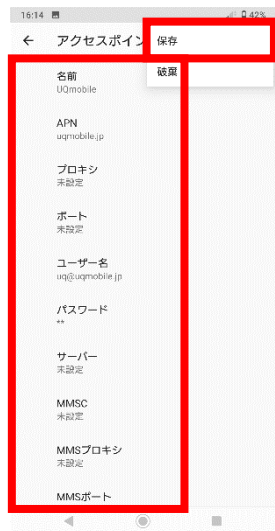 16:14
42%
アクセスポイン
保存
破棄
名前
UQmobile
APN
uqmobile.jp
プロキシ
未設定
ポート
未設定
ユーザー名
uq@uqmobile.jp
パスワード
**
サーバー
未設定
MMSC
未設定
MMSプロキシ
未設定
MMSポート